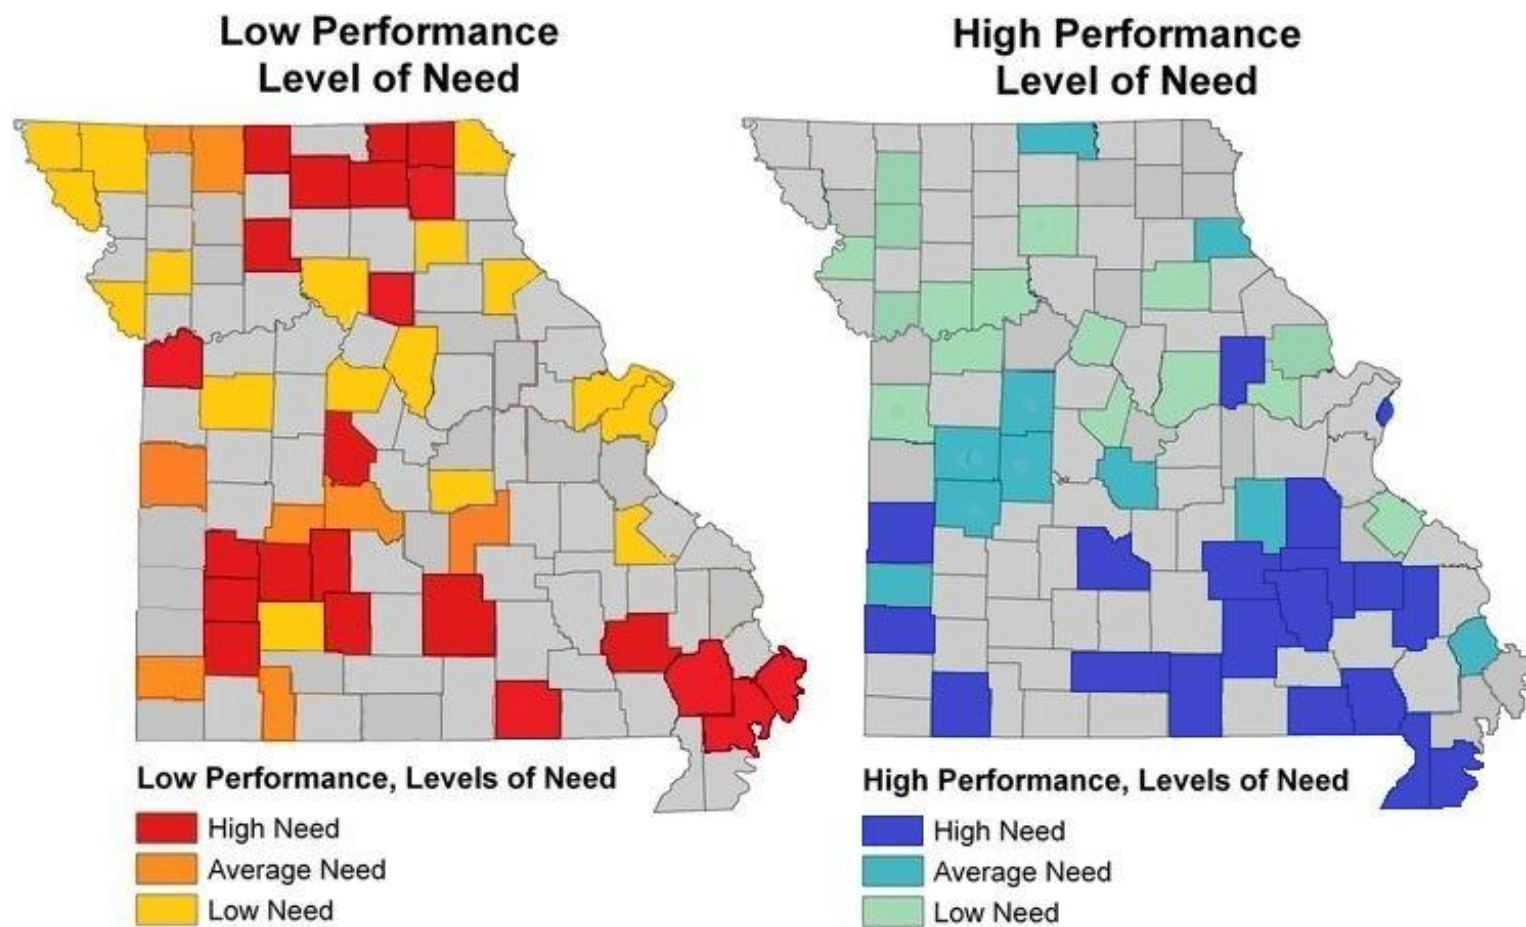 Low Performance
Level of Need
High Performance
Level of Need
Low Performance, Levels of Need
High Need
Average Need
Low Need
High Performance, Levels of Need
High Need
Average Need
Low Need